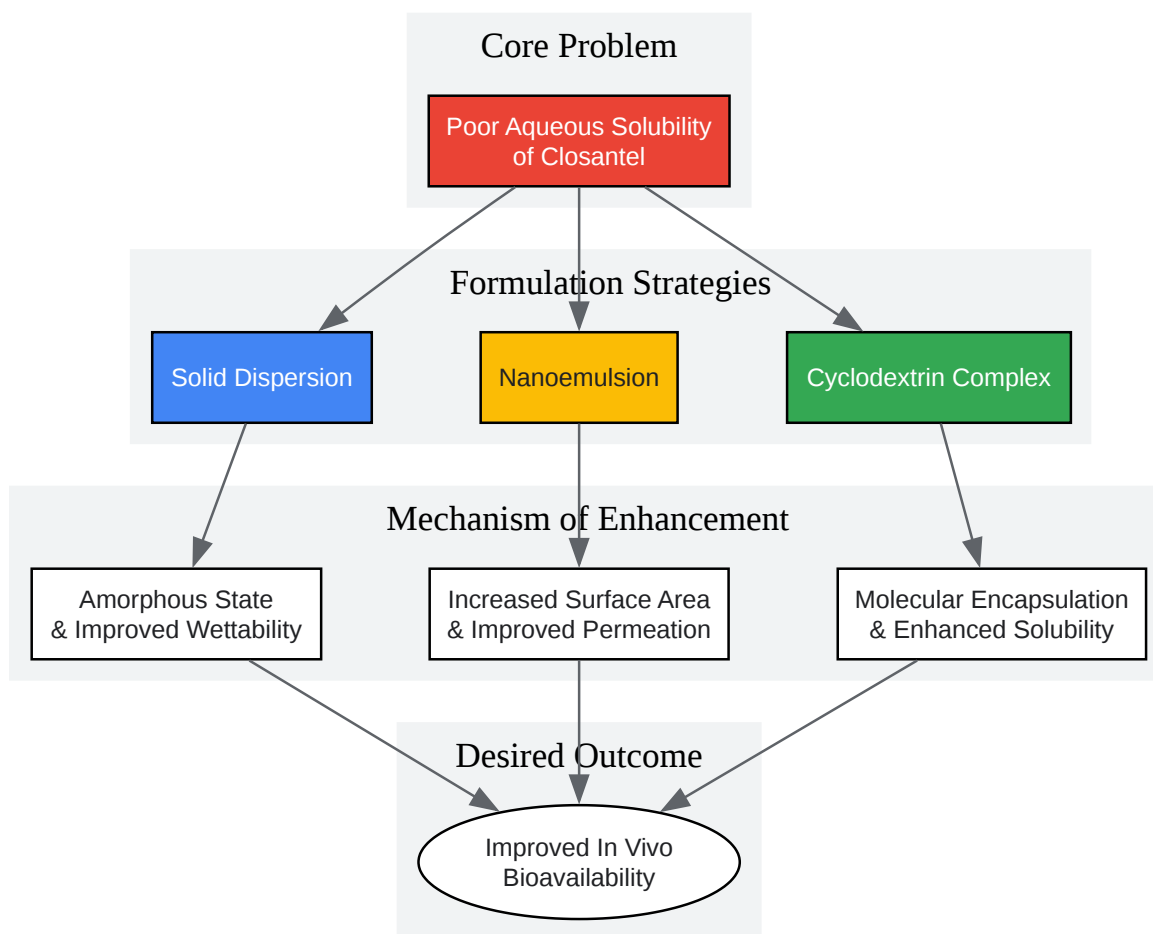 Core Problem
Poor Aqueous Solubility
of Closantel
Formulation Strategies
Solid Dispersion
Nanoemulsion
Cyclodextrin Complex
Mechanism of Enhancement
Amorphous State
& Improved Wettability
Increased Surface Area
& Improved Permeation
Molecular Encapsulation
& Enhanced Solubility
Desired Outcome
Improved In Vivo
Bioavailability